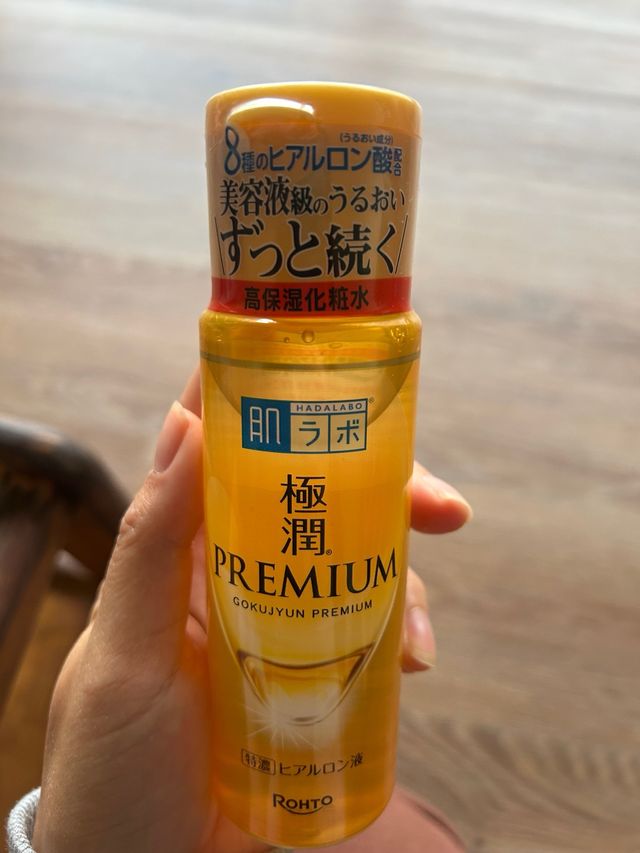 (うるおい成分)
8種のヒアルロン酸配合
美容液級のうるおい
ずっと続く
高保湿化粧水
HADALABO®
肌ラボ
極
潤®
PREMIUM
GOKUJYUN PREMIUM
特濃 ヒアルロン液
ROHTO